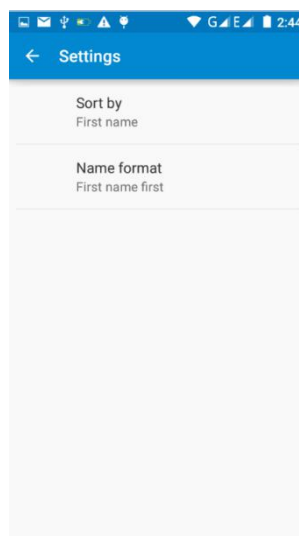 G E 2:44
Settings
Sort by
First name
Name format
First name first